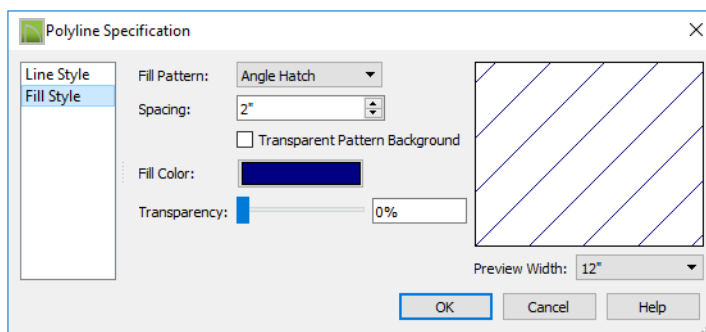 Polyline Specification
Line Style
Fill Style
Fill Pattern: Angle Hatch
Spacing: 2"
Transparent Pattern Background
Fill Color:
Transparency: 0%
Preview Width: 12"
OK Cancel Help